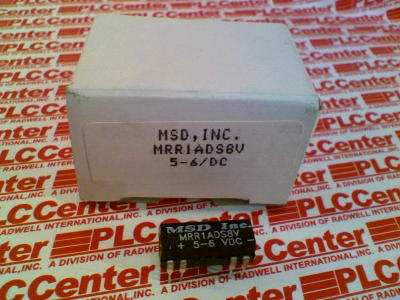 MSD, INC.
MRR1ADS8V
5-6/DC
MSD Inc.
MRR1ADS8V
+ 5-6 VDC -
PLCCenter
A DIVISION OF RADWELL INTERNATIONAL, INC.